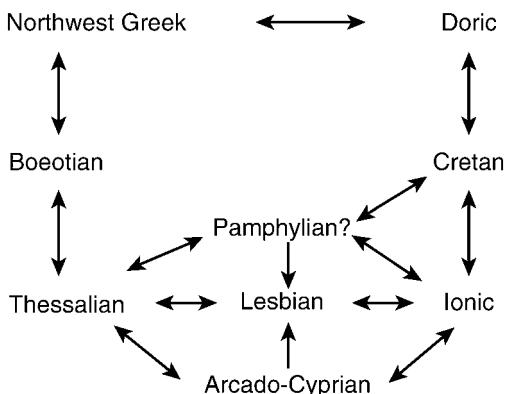 Northwest Greek Doric
Boeotian Cretan
Pamphylian?
Thessalian Lesbian Ionic
Arcado-Cyprian